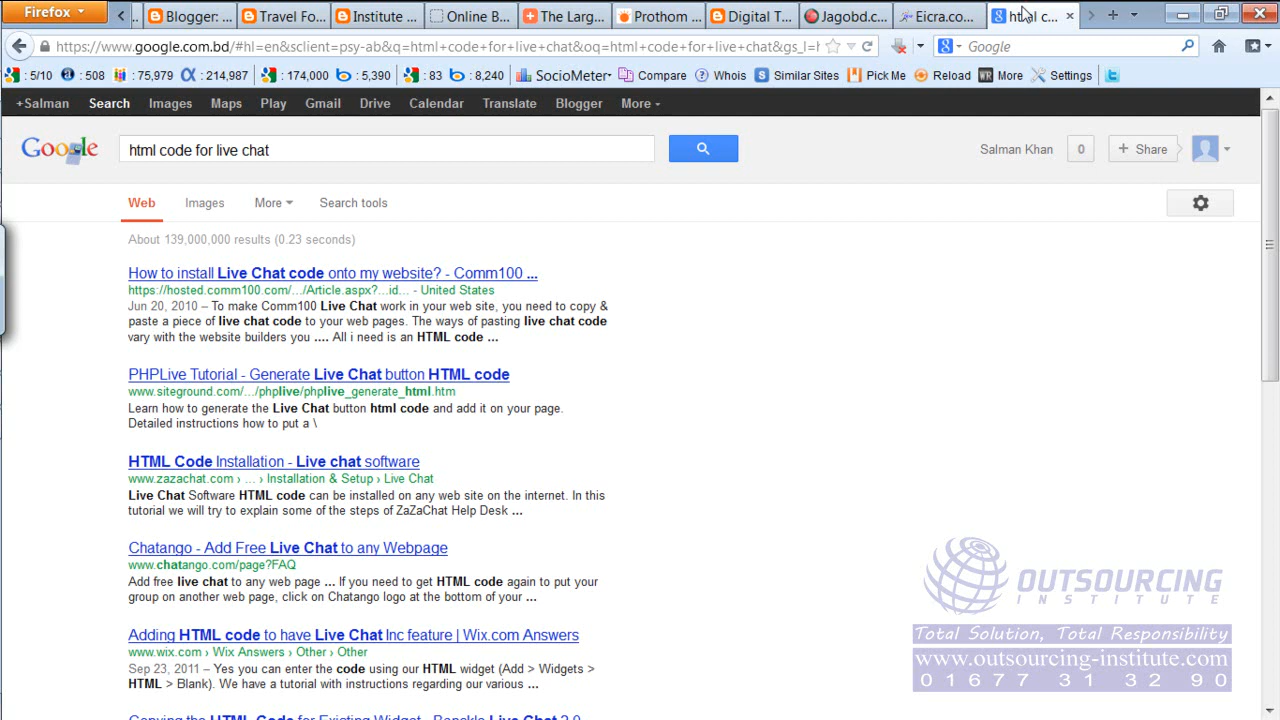 Firefox
Blogger: ...
Travel Fo...
Institute ...
Online B...
The Larg...
Prothom ...
Digital T...
Jagobd.c...
Eicra.co...
html c...
https://www.google.com.bd/#hl=en&sclient=psy-ab&q=html+code+for+live+chat&oq=html+code+for+live+chat&gs_l=h
Google
: 5/10
: 508
: 75,979
: 214,987
: 174,000
: 5,390
: 83
: 8,240
SocioMeter
Compare
Whois
Similar Sites
Pick Me
Reload
WR More
Settings
+Salman Search Images Maps Play Gmail Drive Calendar Translate Blogger More
Google
html code for live chat
Salman Khan
0
+ Share
Web Images More Search tools
About 139,000,000 results (0.23 seconds)
How to install Live Chat code onto my website? - Comm100 ...
https://hosted.comm100.com/.../Article.aspx?...id... - United States
Jun 20, 2010 – To make Comm100 Live Chat work in your web site, you need to copy &
paste a piece of live chat code to your web pages. The ways of pasting live chat code
vary with the website builders you .... All i need is an HTML code ...
PHPLive Tutorial - Generate Live Chat button HTML code
www.siteground.com/.../phplive/phplive_generate_html.htm
Learn how to generate the Live Chat button html code and add it on your page.
Detailed instructions how to put a \
HTML Code Installation - Live chat software
www.zazachat.com › ... › Installation & Setup › Live Chat
Live Chat Software HTML code can be installed on any web site on the internet. In this
tutorial we will try to explain some of the steps of ZaZaChat Help Desk ...
Chatango - Add Free Live Chat to any Webpage
www.chatango.com/page?FAQ
Add free live chat to any web page ... If you need to get HTML code again to put your
group on another web page, click on Chatango logo at the bottom of your ...
Adding HTML code to have Live Chat Inc feature | Wix.com Answers
www.wix.com › Wix Answers › Other › Other
Sep 23, 2011 – Yes you can enter the code using our HTML widget (Add > Widgets >
HTML > Blank). We have a tutorial with instructions regarding our various ...
Copying the HTML Code for Existing Widget - Banckle Live Chat 2.0
OUTSOURCING
INSTITUTE
Total Solution, Total Responsibility
www.outsourcing-institute.com
01677 31 32 90